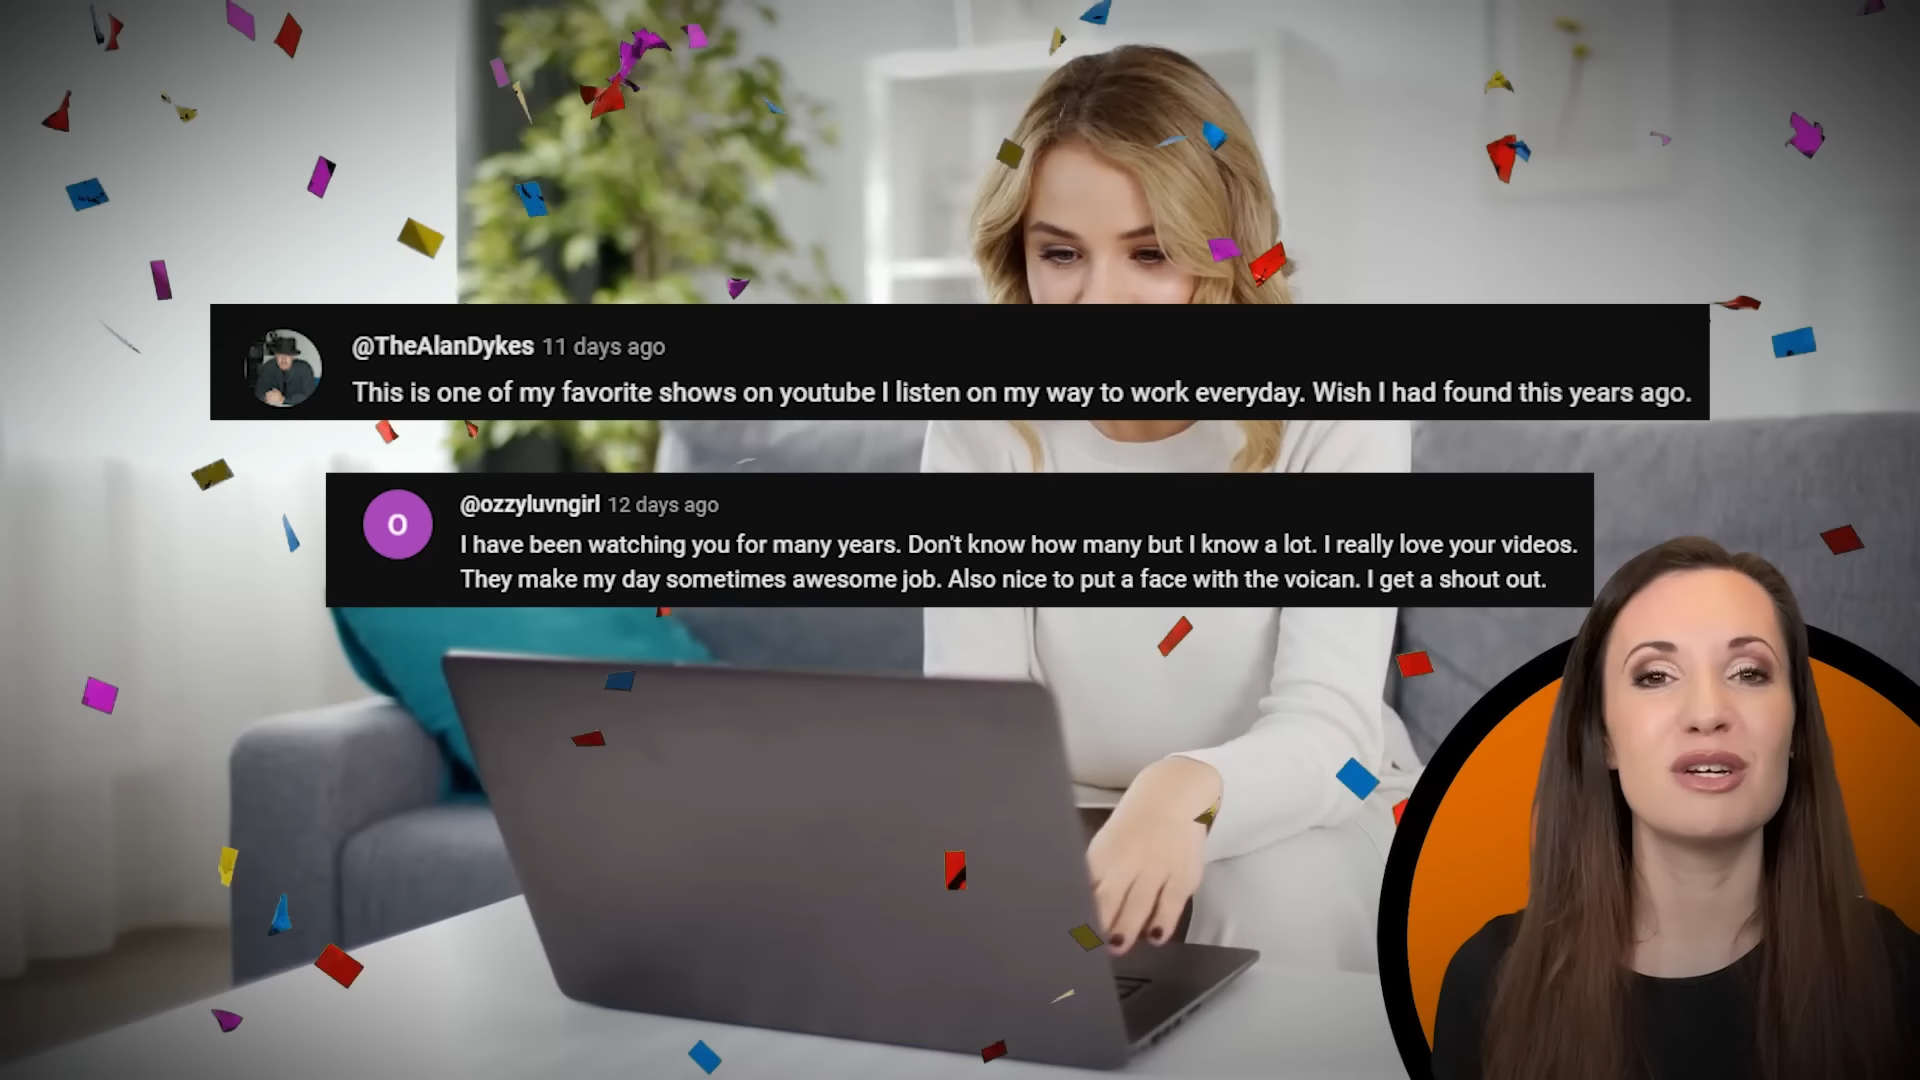 @TheAlanDykes 11 days ago
This is one of my favorite shows on youtube I listen on my way to work everyday. Wish I had found this years ago.
O
@ozzyluvngirl 12 days ago
I have been watching you for many years. Don't know how many but I know a lot. I really love your videos.
They make my day sometimes awesome job. Also nice to put a face with the voican. I get a shout out.